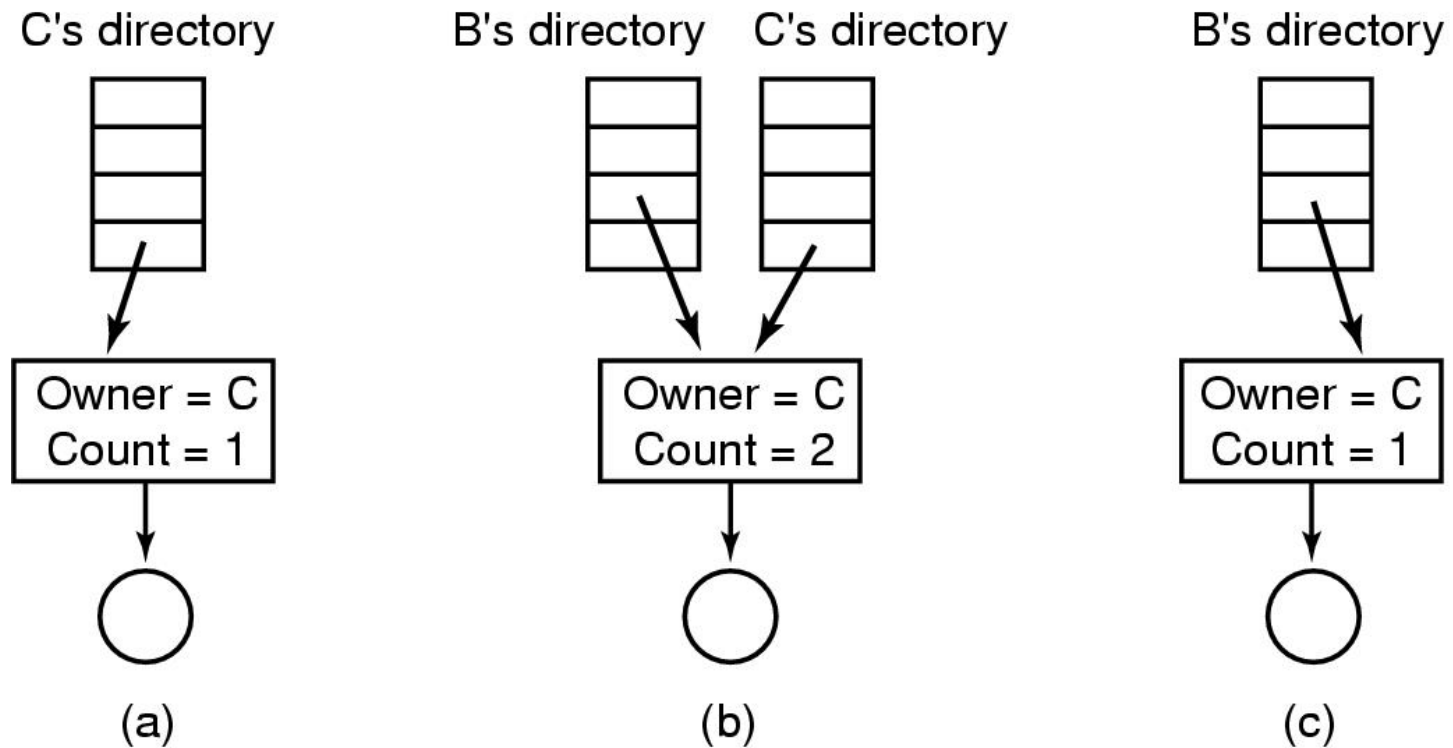 C's directory
B's directory C's directory
B's directory
Owner = C
Count = 1
Owner = C
Count = 2
Owner = C
Count = 1
(a)
(b)
(c)